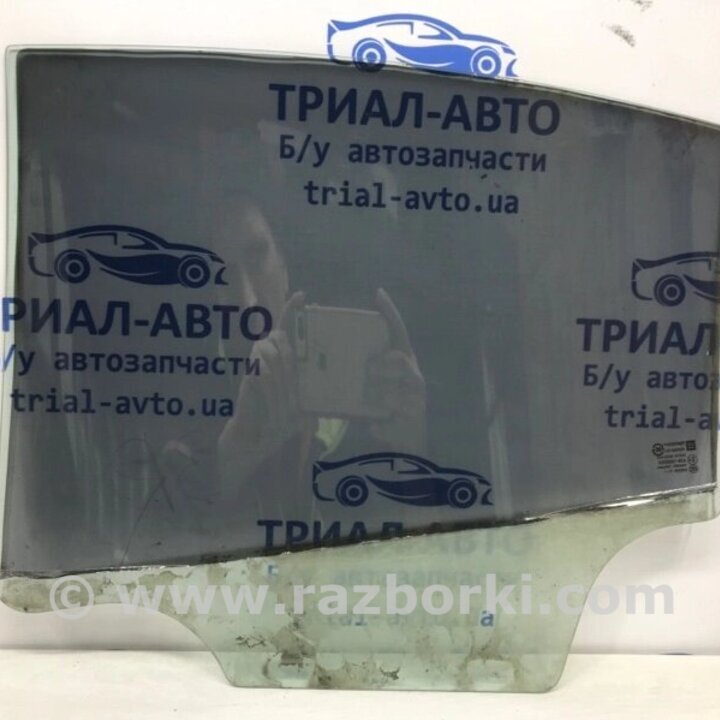 ТРИАЛ-АВТО
Б/у автозапчасти
trial-avto.ua
РИАЛ-АВТО
/у автозапчасти
trial-avto.ua
ТРИАЛ
Б/у авто
trial-a
ТРИАЛ-АВТО
© www.razborki.com